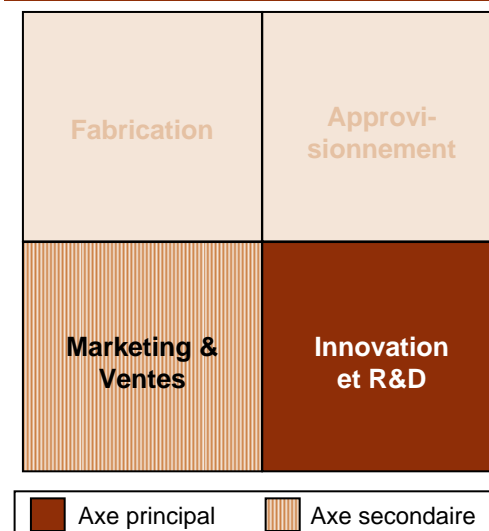 Fabrication
Approvi-
sionnement
Marketing &
Ventes
Innovation
et R&D
Axe principal
Axe secondaire